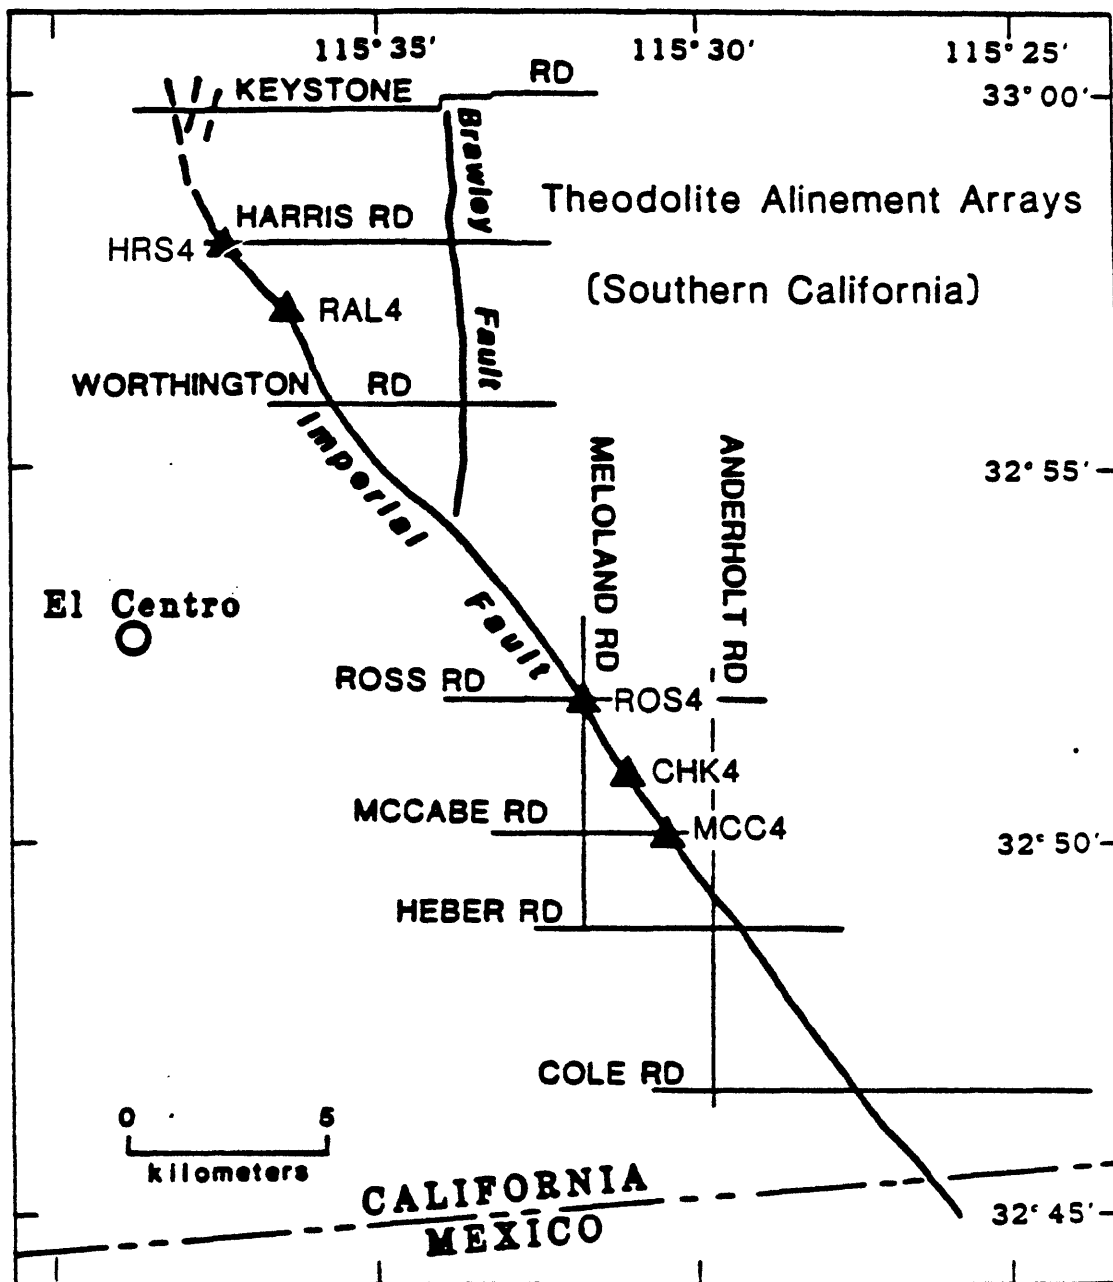 115°35'
115°30'
115°25'
KEYSTONE RD
33°00'
Brawley Fault
Theodolite Alinement Arrays
(Southern California)
HARRIS RD
HRS4
RAL4
WORTHINGTON RD
Imperial Fault
MELOLAND RD
ANDERHOLT RD
32°55'
El Centro
ROSS RD
ROS4
CHK4
MCCABE RD
MCC4
32°50'
HEBER RD
COLE RD
0 5
kilometers
CALIFORNIA
MEXICO
32°45'